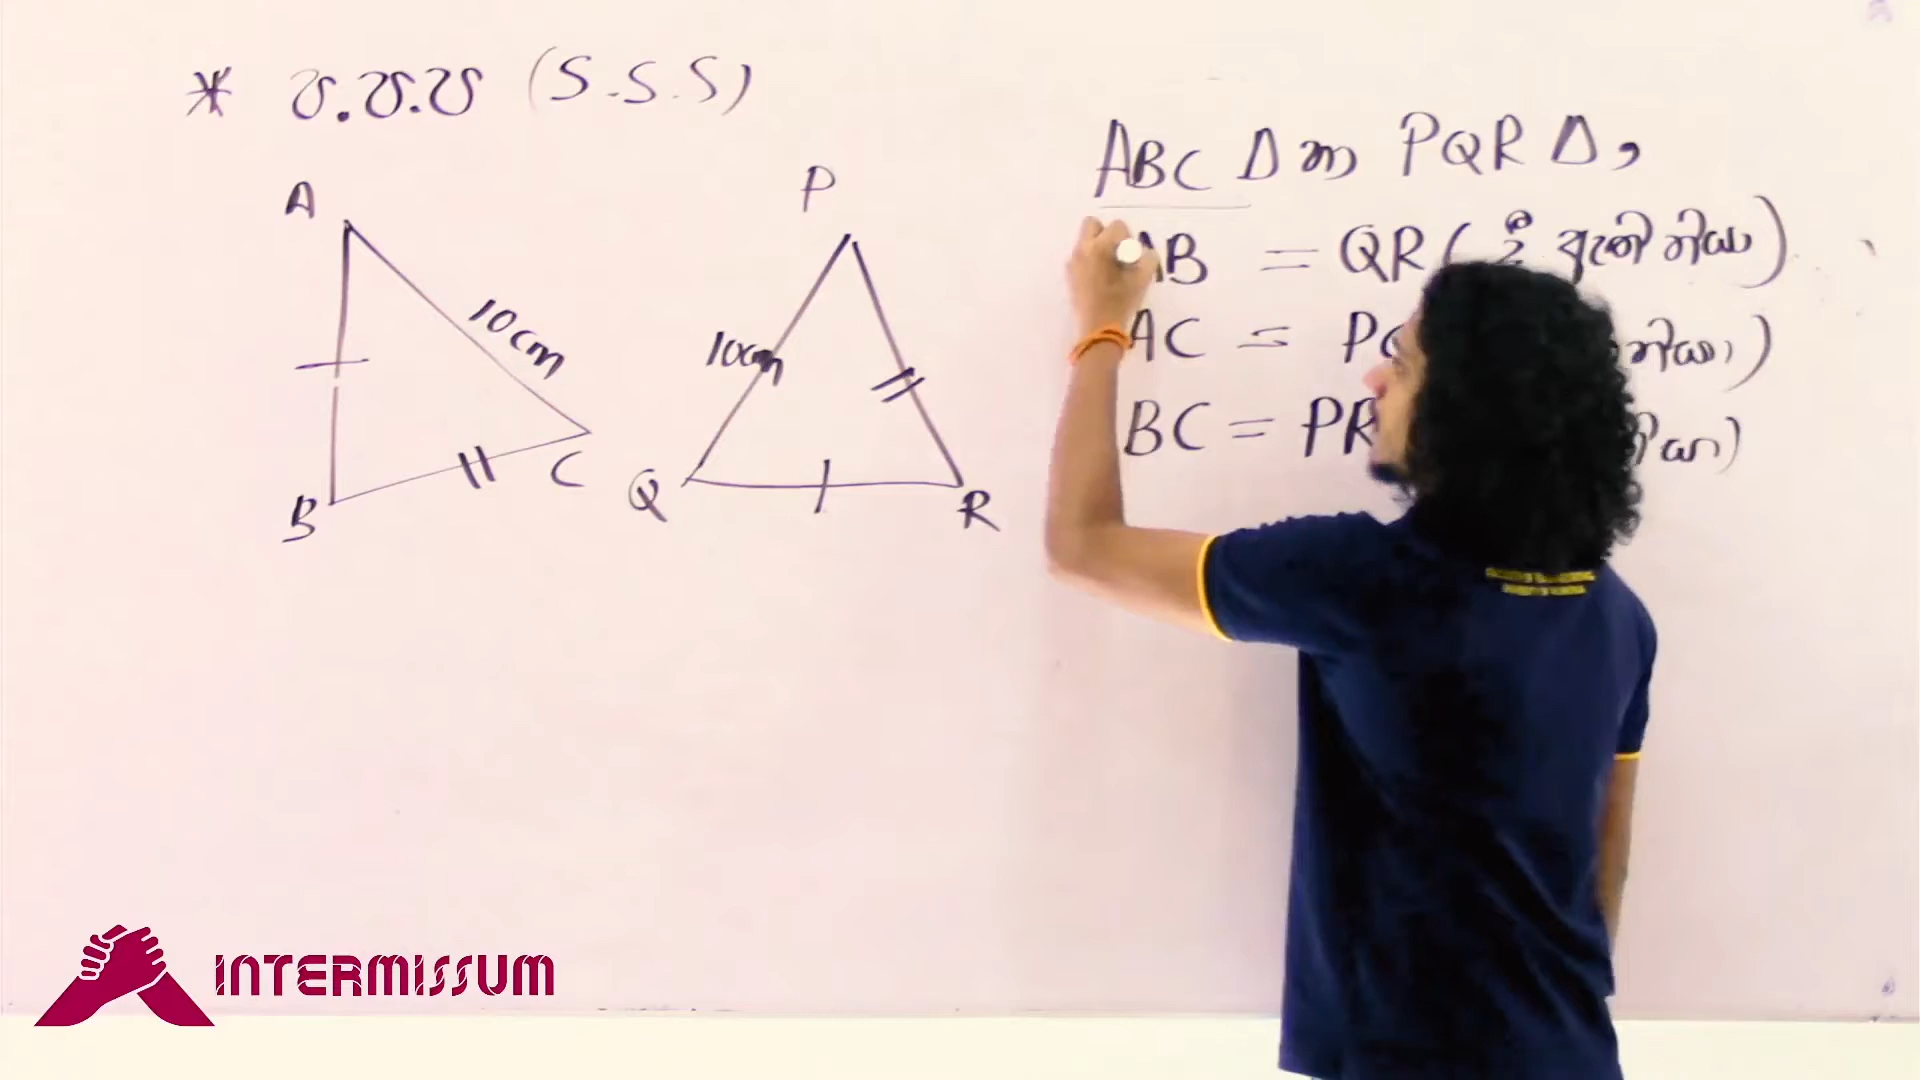 * ප.ප.ප (S.S.S)
A
P
10cm
10cm
B
C
Q
R
ABC Δ හා PQR Δ,
AB = QR (දී ඇති නිසා)
AC = PQ නිසා)
BC = PR නිසා)
INTERMISSUM